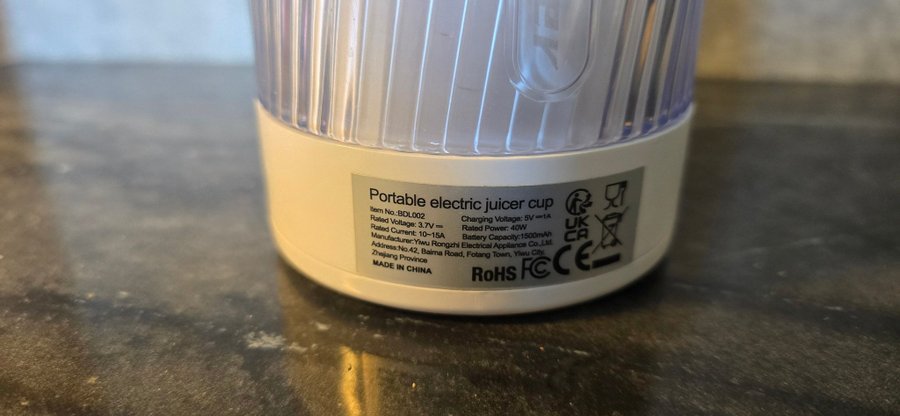 Portable electric juicer cup
Item No.:BDL002
Rated Voltage: 3.7V⎓ Charging Voltage: 5V⎓1A
Rated Current: 10~15A Rated Power: 40W
Battery Capacity:1500mAh
Manufacturer:Yiwu Rongzhi Electrical Appliance Co.,Ltd.
Address:No.42, Baima Road, Fotang Town, Yiwu City,
Zhejiang Province
MADE IN CHINA
RoHS FC CE
UKCA